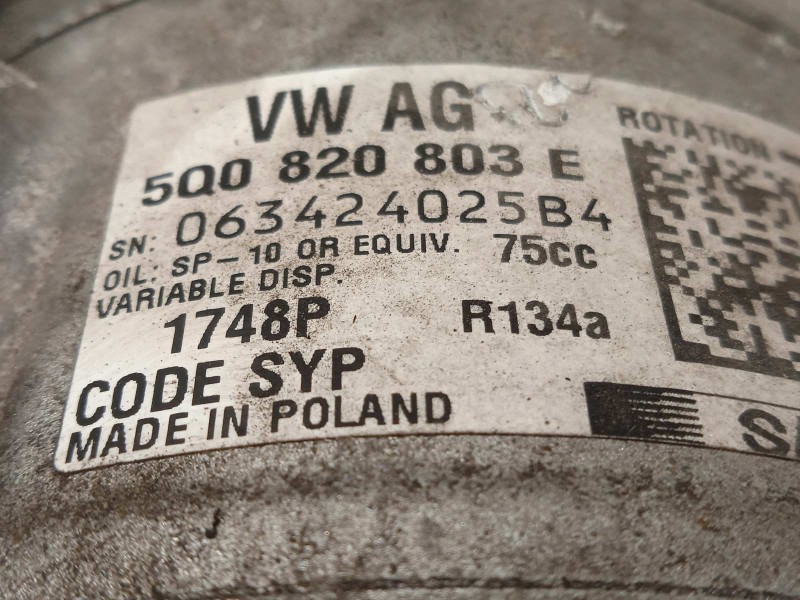 VW AG
5Q0 820 803 E
SN: 063424025B4
OIL: SP-10 OR EQUIV. 75cc
VARIABLE DISP.
1748P R134a
CODE SYP
MADE IN POLAND
ROTATION